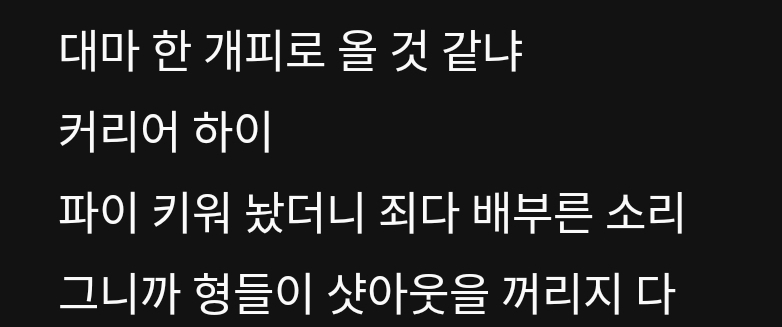 대마 한 개피로 올 것 같냐
커리어 하이
파이 키워 놨더니 죄다 배부른 소리
그니까 형들이 샷아웃을 꺼리지 다